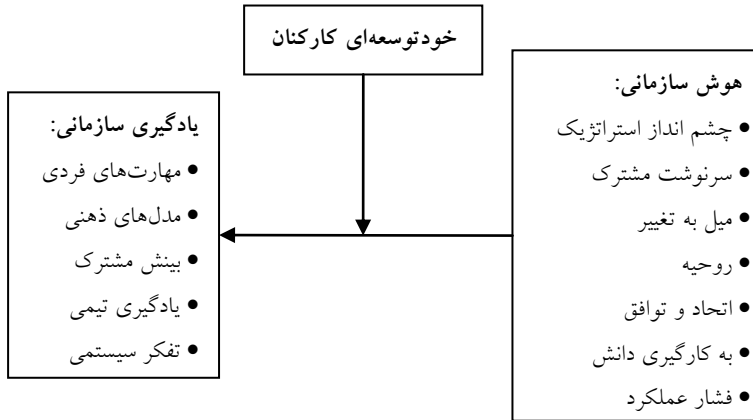 خودتوسعه‌ای کارکنان
هوش سازمانی:
• چشم انداز استراتژیک
• سرنوشت مشترک
• میل به تغییر
• روحیه
• اتحاد و توافق
• به کارگیری دانش
• فشار عملکرد
یادگیری سازمانی:
• مهارت‌های فردی
• مدل‌های ذهنی
• بینش مشترک
• یادگیری تیمی
• تفکر سیستمی